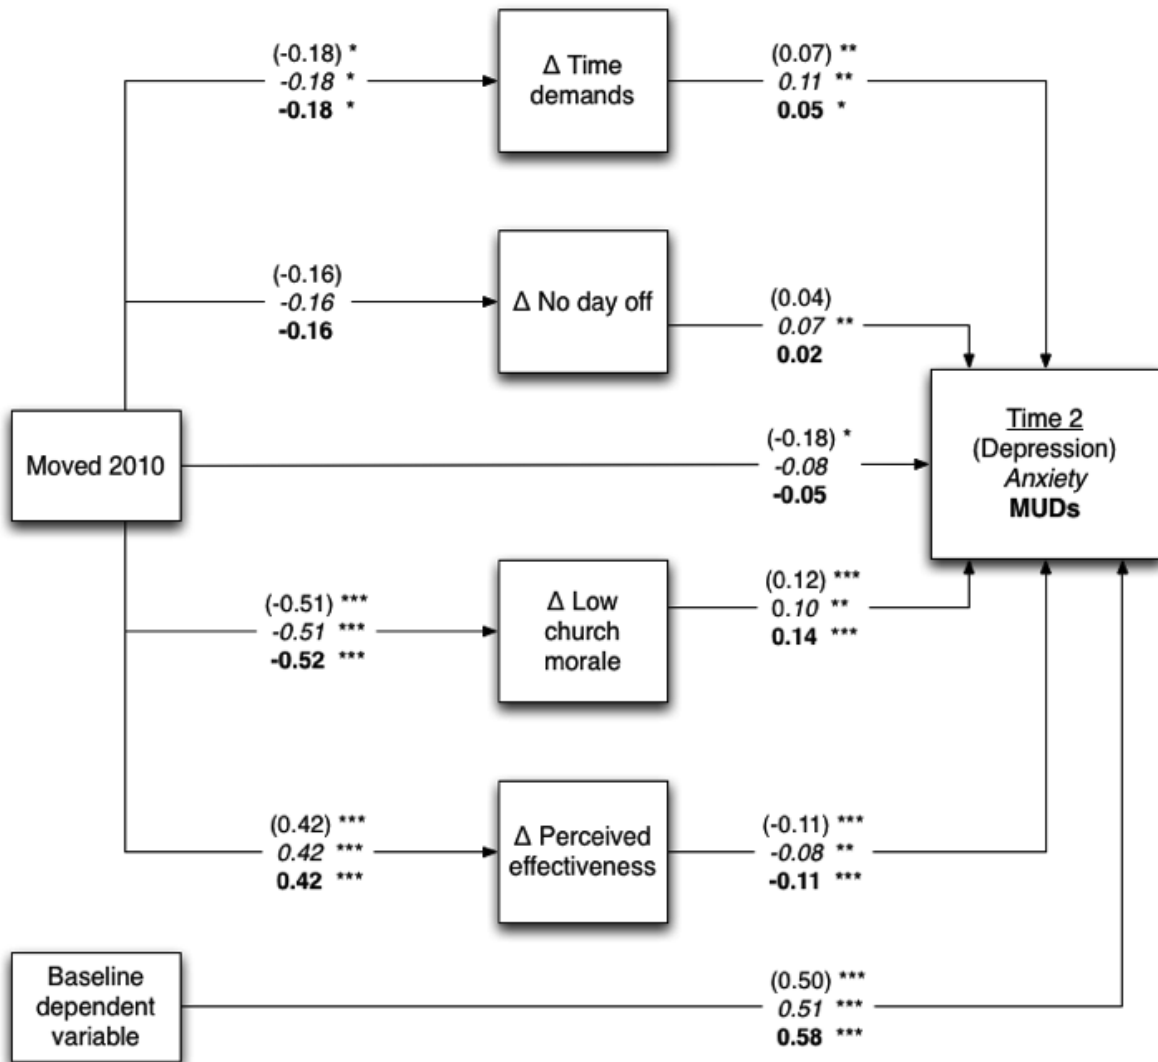 (-0.18) *
-0.18 *
-0.18 *
Δ Time
demands
(0.07) **
0.11 **
0.05 *
(-0.16)
-0.16
-0.16
Δ No day off
(0.04)
0.07 **
0.02
Moved 2010
(-0.18) *
-0.08
-0.05
Time 2
(Depression)
Anxiety
MUDs
(-0.51) ***
-0.51 ***
-0.52 ***
Δ Low
church
morale
(0.12) ***
0.10 **
0.14 ***
(0.42) ***
0.42 ***
0.42 ***
Δ Perceived
effectiveness
(-0.11) ***
-0.08 **
-0.11 ***
Baseline
dependent
variable
(0.50) ***
0.51 ***
0.58 ***